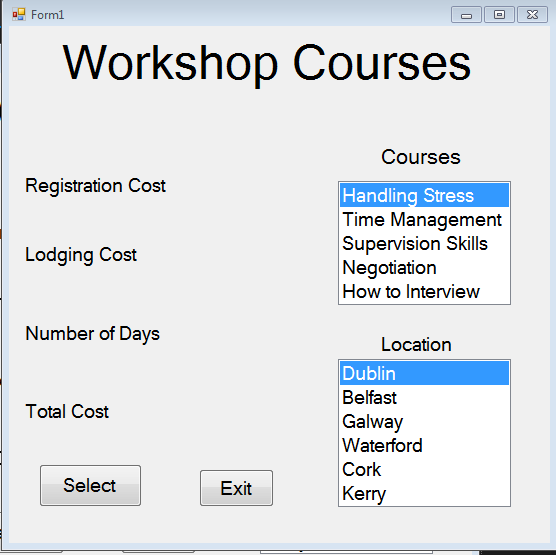 Form1
Workshop Courses
Courses
Registration Cost
Handling Stress
Time Management
Supervision Skills
Negotiation
How to Interview
Lodging Cost
Number of Days
Location
Dublin
Belfast
Galway
Waterford
Cork
Kerry
Total Cost
Select
Exit